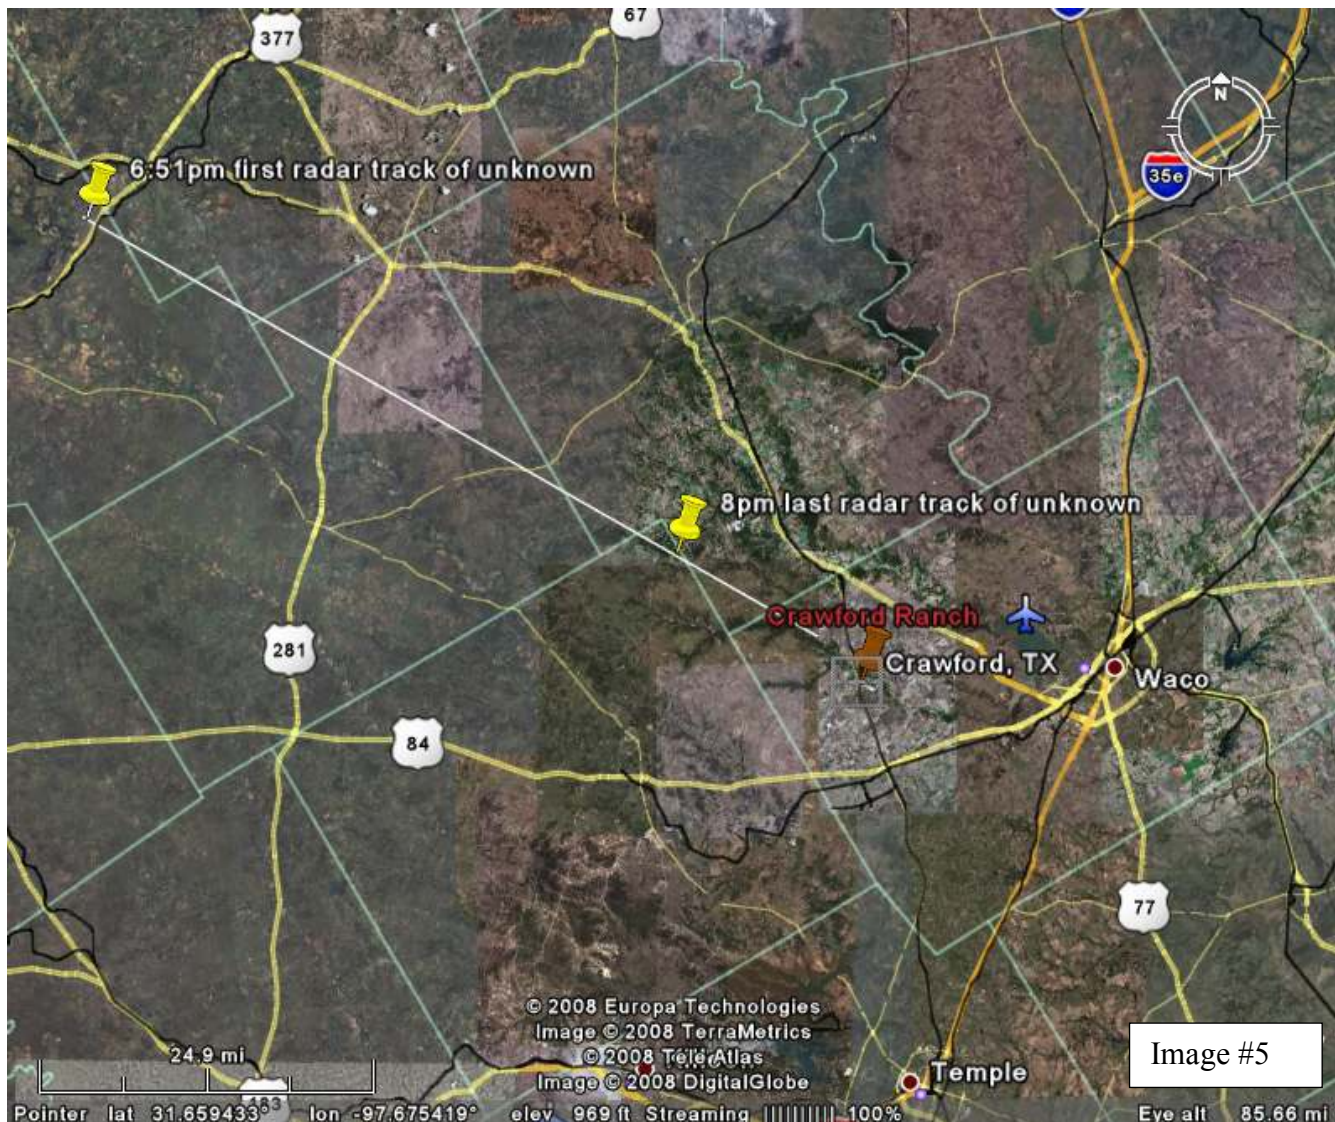 377
67
N
35e
6:51pm first radar track of unknown
8pm last radar track of unknown
Crawford Ranch
Crawford, TX
Waco
281
84
77
© 2008 Europa Technologies
Image © 2008 TerraMetrics
© 2008 TeleAtlas
Image © 2008 DigitalGlobe
Image #5
24.9 mi
Temple
Pointer lat 31.659433° lon -97.675419° elev 969 ft Streaming |||||||||| 100% Eye alt 85.66 mi